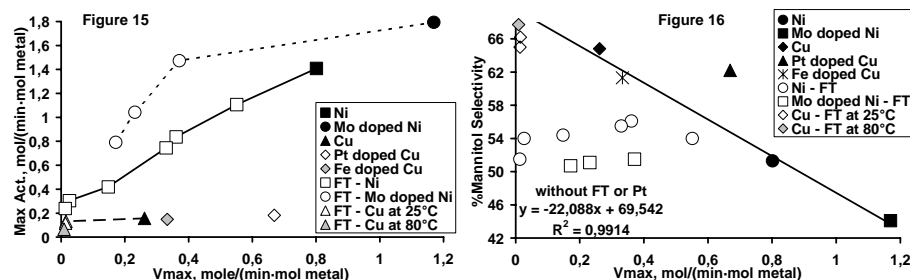 Figure 15
Max Act., mol/(min·mol metal)
1,8
1,6
1,4
1,2
1
0,8
0,6
0,4
0,2
0
0
0,2
0,4
0,6
0,8
1
1,2
Vmax, mole/(min·mol metal)
Ni
Mo doped Ni
Cu
Pt doped Cu
Fe doped Cu
FT - Ni
FT - Mo doped Ni
FT - Cu at 25°C
FT - Cu at 80°C
Figure 16
%Mannitol Selectivity
66
62
58
54
50
46
42
0
0,2
0,4
0,6
0,8
1
1,2
Vmax, mol/(min·mol metal)
Ni
Mo doped Ni
Cu
Pt doped Cu
Fe doped Cu
Ni - FT
Mo doped Ni - FT
Cu - FT at 25°C
Cu - FT at 80°C
without FT or Pt
y = -22,088x + 69,542
R² = 0,9914